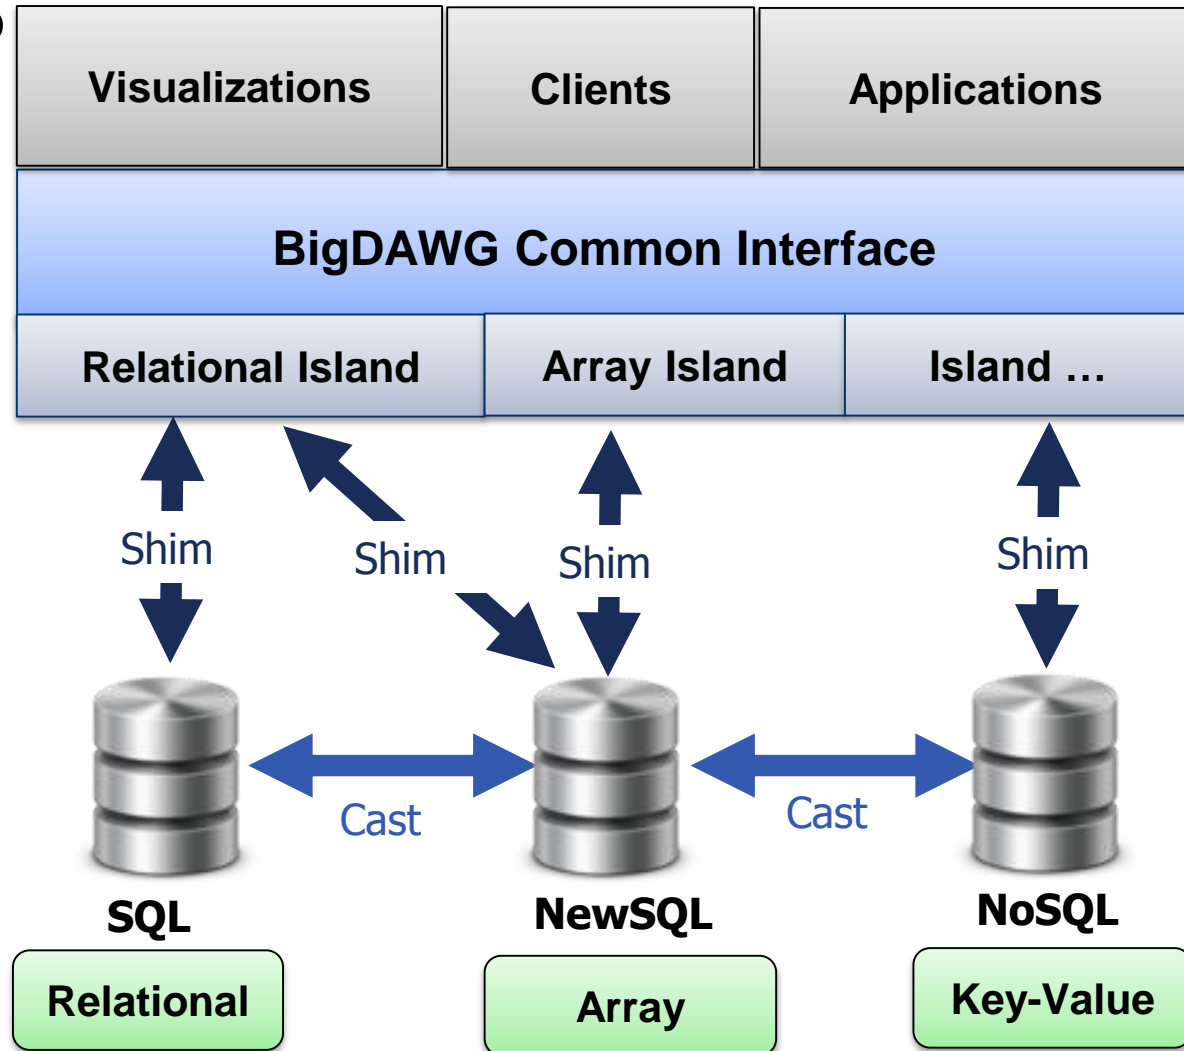 Visualizations
Clients
Applications
BigDAWG Common Interface
Relational Island
Array Island
Island …
Shim
Shim
Shim
Shim
Cast
Cast
SQL
NewSQL
NoSQL
Relational
Array
Key-Value